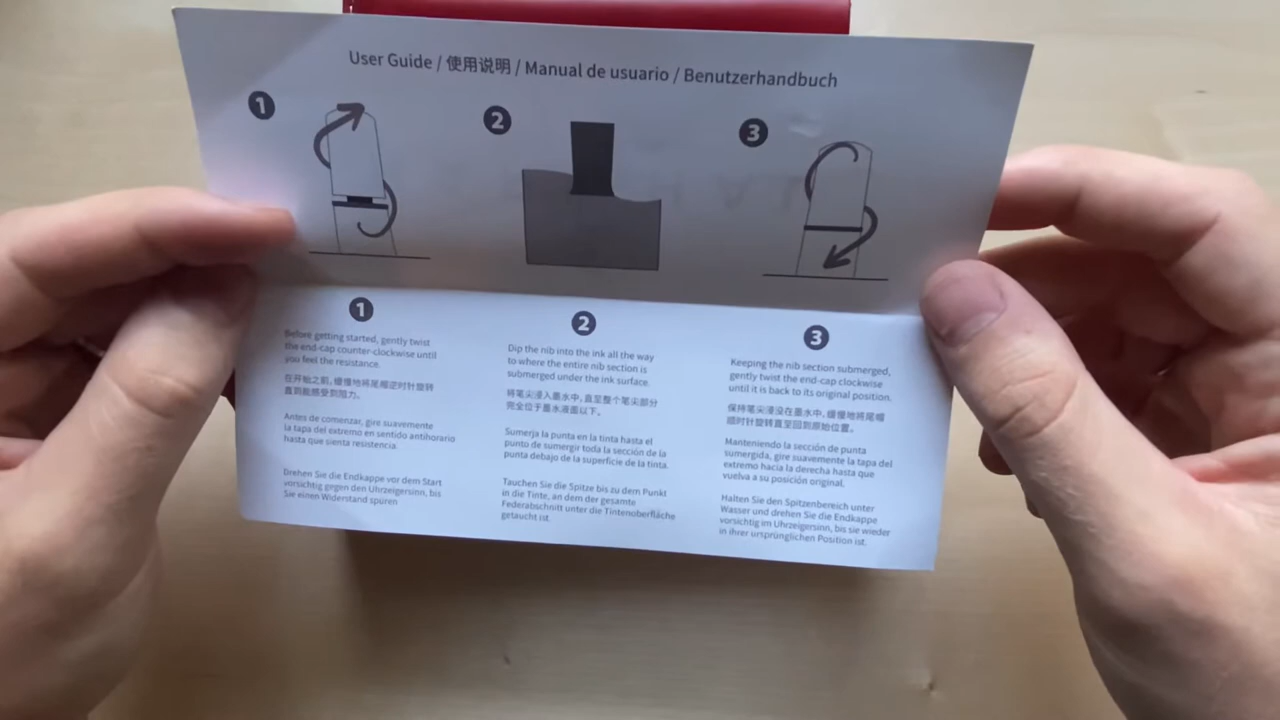 User Guide / 使用说明 / Manual de usuario / Benutzerhandbuch
1
2
3
1
Before getting started, gently twist
the end-cap counter-clockwise until
you feel the resistance.
在开始之前，缓慢地将尾帽逆时针旋转
直到能感受到阻力。
Antes de comenzar, gire suavemente
la tapa del extremo en sentido antihorario
hasta que sienta resistencia.
Drehen Sie die Endkappe vor dem Start
vorsichtig gegen den Uhrzeigersinn, bis
Sie einen Widerstand spüren
2
Dip the nib into the ink all the way
to where the entire nib section is
submerged under the ink surface.
将笔尖浸入墨水中，直至整个笔尖部分
完全位于墨水液面以下。
Sumerja la punta en la tinta hasta el
punto de sumergir toda la sección de la
punta debajo de la superficie de la tinta.
Tauchen Sie die Spitze bis zu dem Punkt
in die Tinte, an dem der gesamte
Federabschnitt unter die Tintenoberfläche
getaucht ist.
3
Keeping the nib section submerged,
gently twist the end-cap clockwise
until it is back to its original position.
保持笔尖浸没在墨水中，缓慢地将尾帽
顺时针旋转直至回到原始位置。
Manteniendo la sección de punta
sumergida, gire suavemente la tapa del
extremo hacia la derecha hasta que
vuelva a su posición original.
Halten Sie den Spitzenbereich unter
Wasser und drehen Sie die Endkappe
vorsichtig im Uhrzeigersinn, bis sie wieder
in ihrer ursprünglichen Position ist.